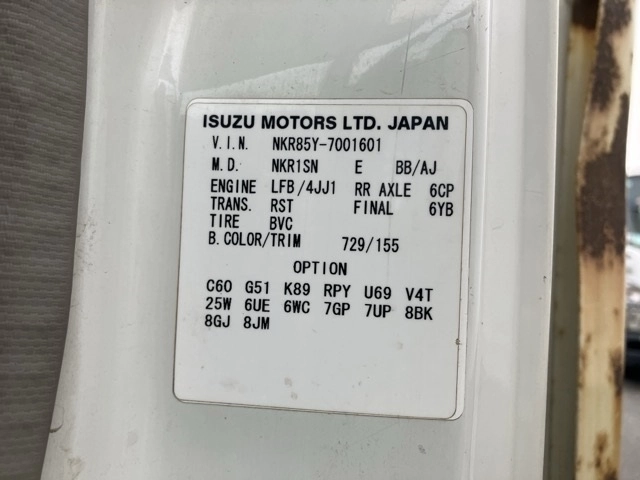 ISUZU MOTORS LTD. JAPAN
V.I.N. NKR85Y-7001601
M.D. NKR1SN E BB/AJ
ENGINE LFB/4JJ1 RR AXLE 6CP
TRANS. RST FINAL 6YB
TIRE BVC
B.COLOR/TRIM 729/155
OPTION
C60 G51 K89 RPY U69 V4T
25W 6UE 6WC 7GP 7UP 8BK
8GJ 8JM